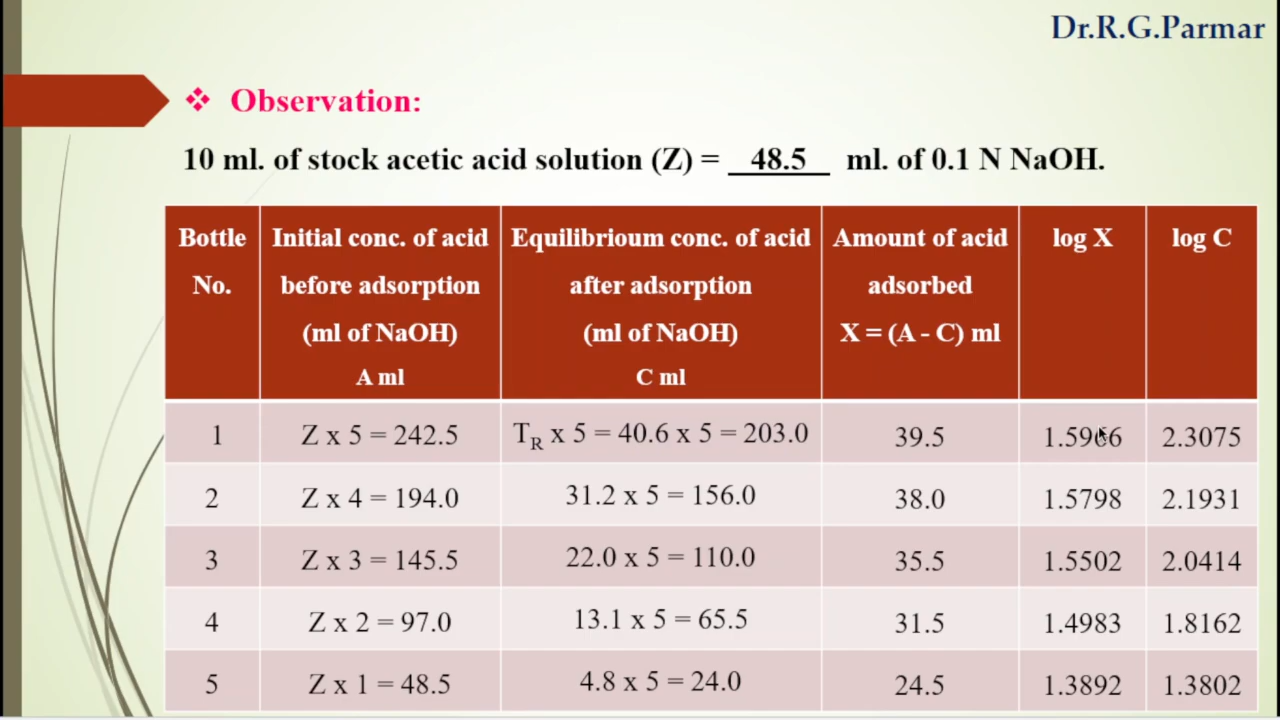 Dr.R.G.Parmar
❖ Observation:
10 ml. of stock acetic acid solution (Z) = 48.5 ml. of 0.1 N NaOH.
Bottle No. | Initial conc. of acid before adsorption (ml of NaOH) A ml | Equilibrioum conc. of acid after adsorption (ml of NaOH) C ml | Amount of acid adsorbed X = (A - C) ml | log X | log C
1 | Z x 5 = 242.5 | TR x 5 = 40.6 x 5 = 203.0 | 39.5 | 1.5966 | 2.3075
2 | Z x 4 = 194.0 | 31.2 x 5 = 156.0 | 38.0 | 1.5798 | 2.1931
3 | Z x 3 = 145.5 | 22.0 x 5 = 110.0 | 35.5 | 1.5502 | 2.0414
4 | Z x 2 = 97.0 | 13.1 x 5 = 65.5 | 31.5 | 1.4983 | 1.8162
5 | Z x 1 = 48.5 | 4.8 x 5 = 24.0 | 24.5 | 1.3892 | 1.3802